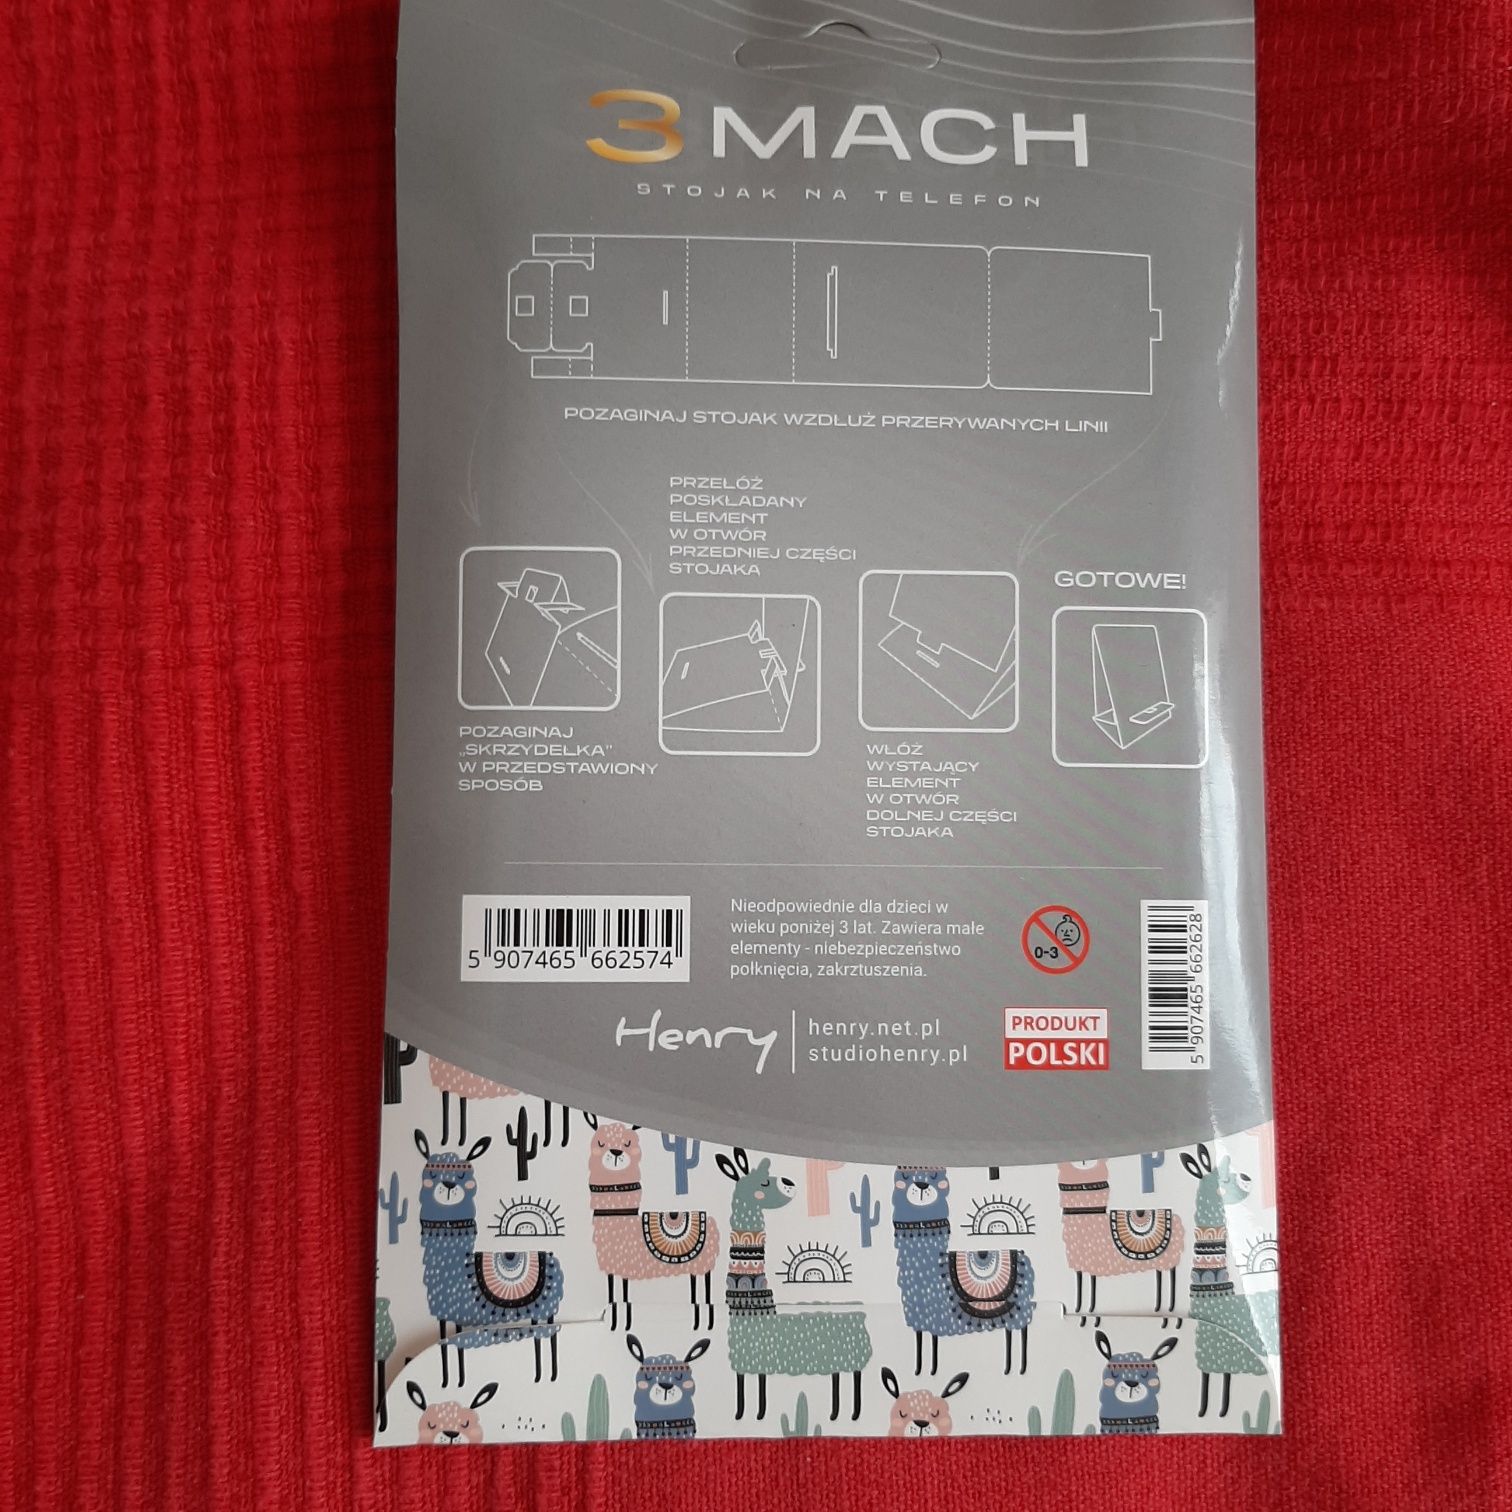 3MACH
STOJAK NA TELEFON
POZAGINAJ STOJAK WZDŁUŻ PRZERYWANYCH LINII
PRZEŁÓŻ
POSKŁADANY
ELEMENT
W OTWÓR
PRZEDNIEJ CZĘŚCI
STOJAKA
GOTOWE!
POZAGINAJ
„SKRZYDEŁKA"
W PRZEDSTAWIONY
SPOSÓB
WŁÓŻ
WYSTAJĄCY
ELEMENT
W OTWÓR
DOLNEJ CZĘŚCI
STOJAKA
5 907465 662574
Nieodpowiednie dla dzieci w
wieku poniżej 3 lat. Zawiera małe
elementy - niebezpieczeństwo
połknięcia, zakrztuszenia.
0-3
5 907465 662628
Henry
henry.net.pl
studiohenry.pl
PRODUKT
POLSKI